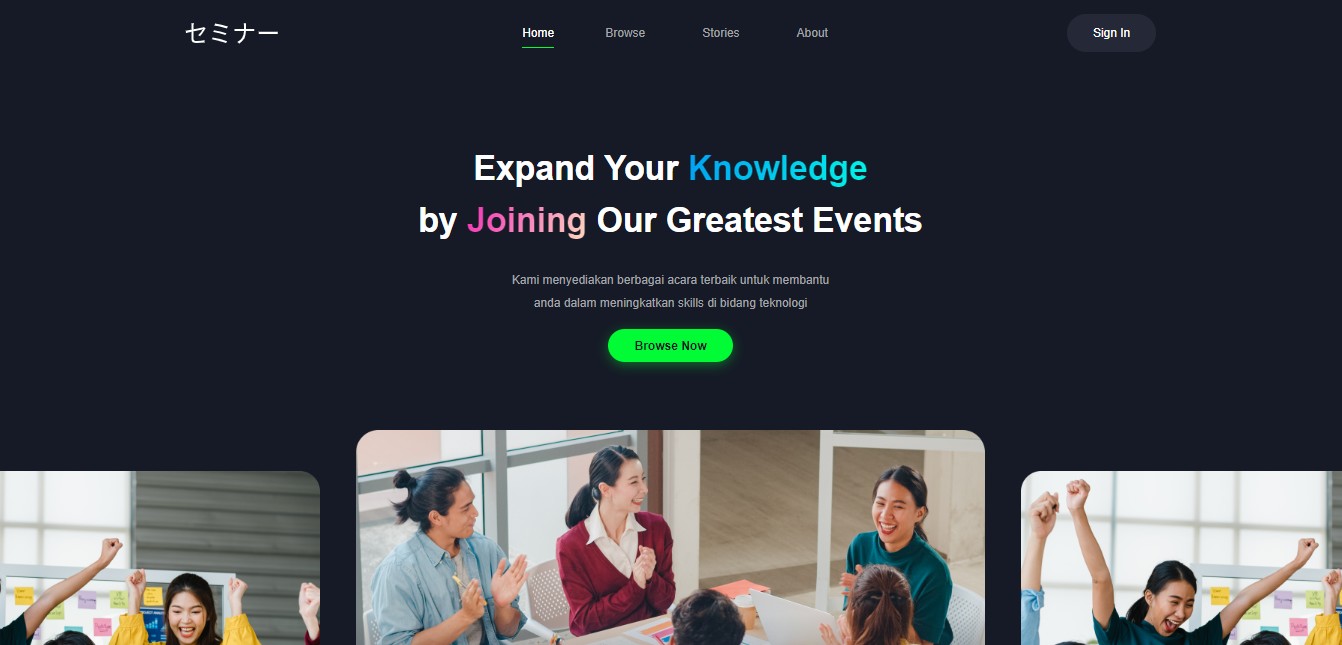 セミナー
Home
Browse
Stories
About
Sign In
Expand Your Knowledge
by Joining Our Greatest Events
Kami menyediakan berbagai acara terbaik untuk membantu
anda dalam meningkatkan skills di bidang teknologi
Browse Now